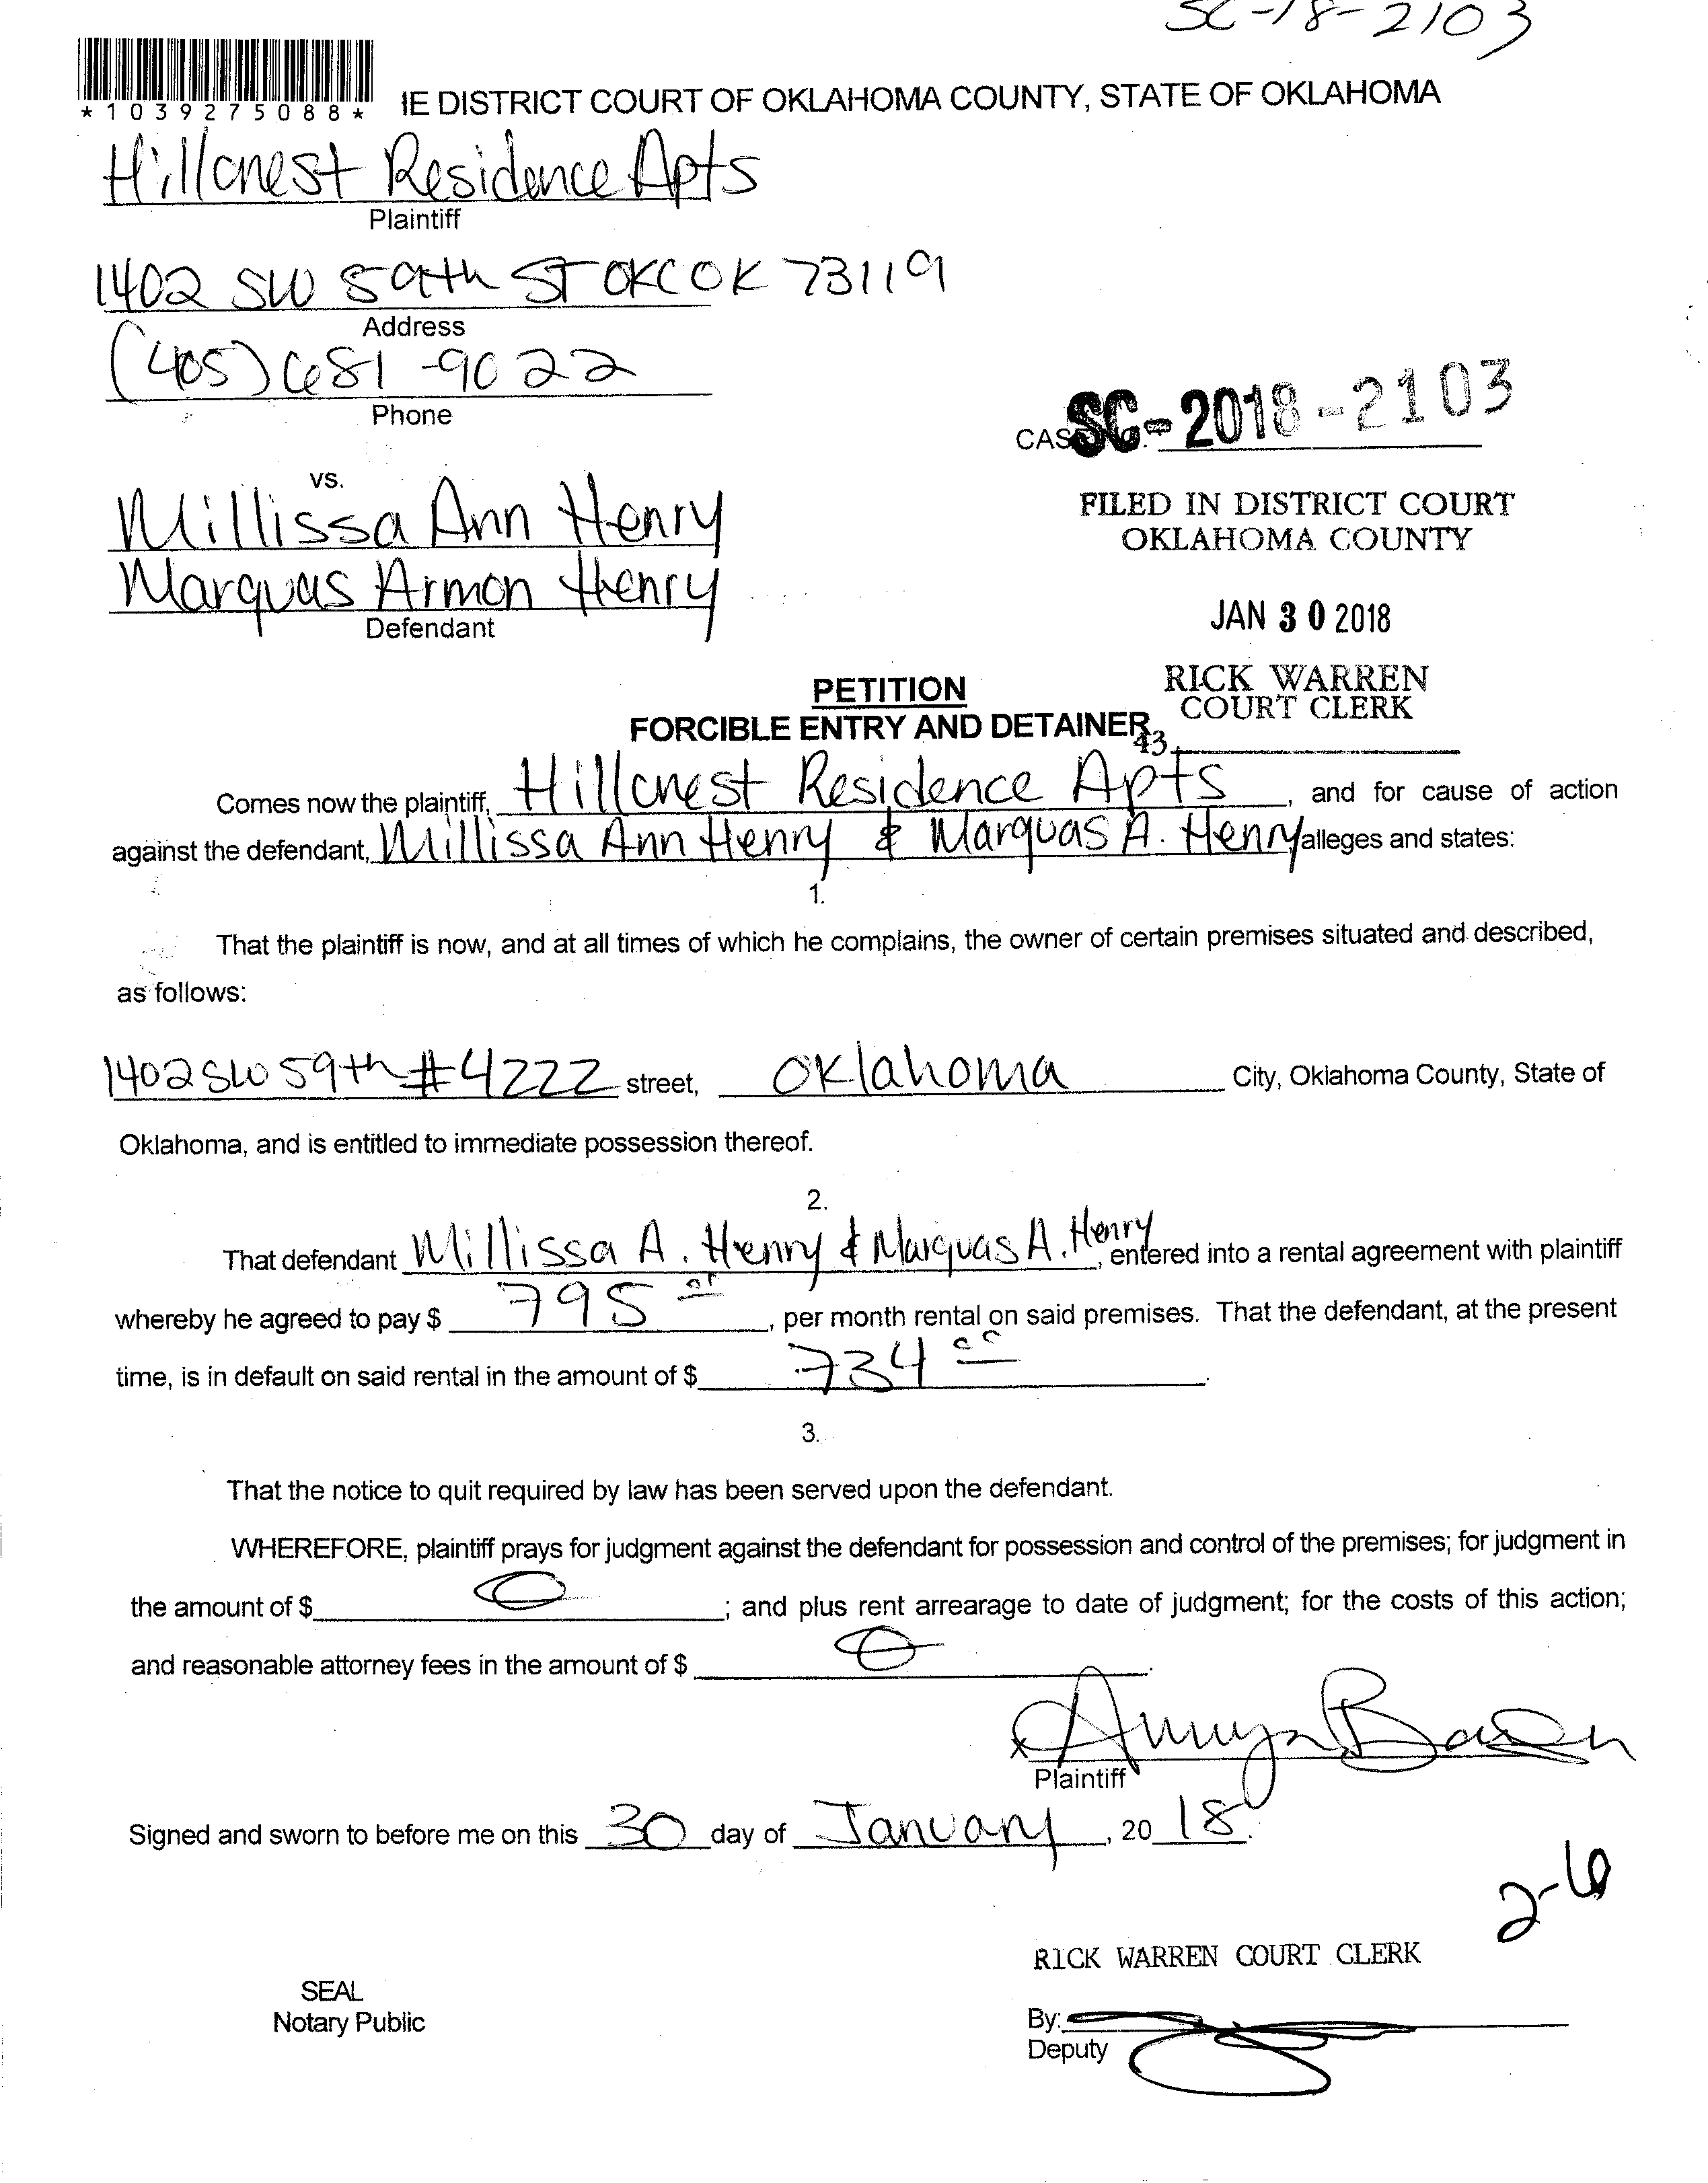 SC-18-2103
*1039275088*
IE DISTRICT COURT OF OKLAHOMA COUNTY, STATE OF OKLAHOMA
Hillcrest Residence Apts
Plaintiff
1402 SW 59th ST OKC OK 73119
Address
(405) 681-9022
Phone
CAS SC-2018-2103
vs.
Millissa Ann Henry
Marquas Armon Henry
Defendant
FILED IN DISTRICT COURT
OKLAHOMA COUNTY
JAN 30 2018
RICK WARREN
COURT CLERK
43
PETITION
FORCIBLE ENTRY AND DETAINER
Comes now the plaintiff, Hillcrest Residence Apts, and for cause of action
against the defendant, Millissa Ann Henry & Marquas A. Henry alleges and states:
1.
That the plaintiff is now, and at all times of which he complains, the owner of certain premises situated and described,
as follows:
1402 SW 59th #4222 street, Oklahoma City, Oklahoma County, State of
Oklahoma, and is entitled to immediate possession thereof.
2.
That defendant Millissa A. Henry & Marquas A. Henry, entered into a rental agreement with plaintiff
whereby he agreed to pay $ 795, per month rental on said premises. That the defendant, at the present
time, is in default on said rental in the amount of $ 734 00.
3.
That the notice to quit required by law has been served upon the defendant.
WHEREFORE, plaintiff prays for judgment against the defendant for possession and control of the premises; for judgment in
the amount of $ 0; and plus rent arrearage to date of judgment; for the costs of this action;
and reasonable attorney fees in the amount of $ 0.
x
Plaintiff
Signed and sworn to before me on this 30 day of January, 2018.
2-6
RICK WARREN COURT CLERK
SEAL
Notary Public
By:
Deputy